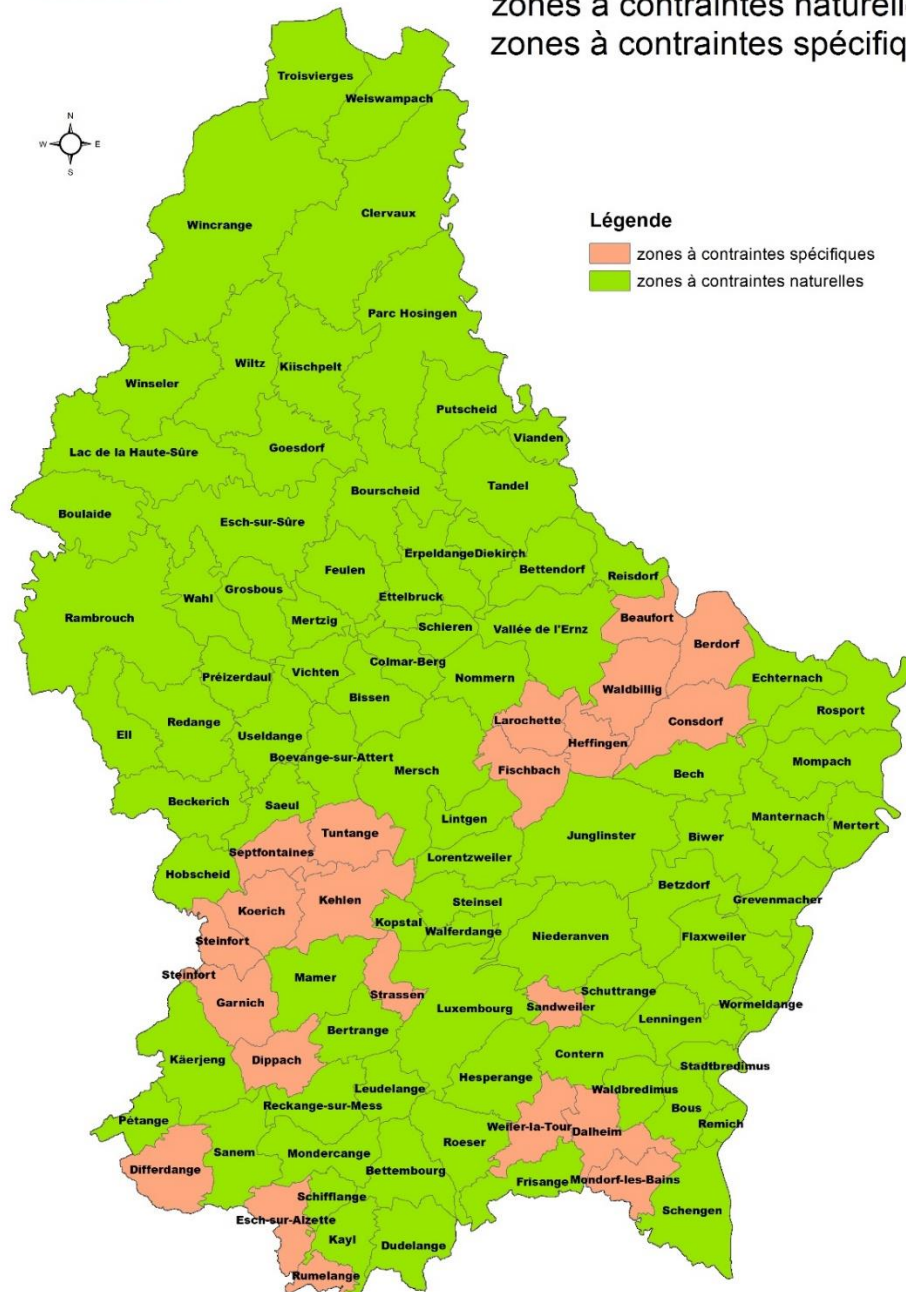 zones à contraintes naturelle
zones à contraintes spécifiq
Troisvierges
Weiswampach
N
W E
S
Clervaux
Wincrange
Légende
zones à contraintes spécifiques
zones à contraintes naturelles
Parc Hosingen
Wiltz
Kiischpelt
Winseler
Putscheid
Vianden
Goesdorf
Lac de la Haute-Sûre
Tandel
Bourscheid
Boulaide
Esch-sur-Sûre
Erpeldange Diekirch
Bettendorf
Feulen
Reisdorf
Grosbous
Wahl
Ettelbruck
Rambrouch
Mertzig
Beaufort
Schieren
Vallée de l'Ernz
Berdorf
Colmar-Berg
Préizerdaul
Vichten
Nommern
Echternach
Waldbillig
Bissen
Rosport
Redange
Larochette
Consdorf
Ell
Useldange
Heffingen
Boevange-sur-Attert
Mompach
Mersch
Fischbach
Bech
Beckerich
Saeul
Manternach
Mertert
Lintgen
Tuntange
Junglinster
Biwer
Septfontaines
Lorentzweiler
Hobscheid
Betzdorf
Kehlen
Steinsel
Grevenmacher
Koerich
Kopstal
Walferdange
Niederanven
Flaxweiler
Steinfort
Steinfort
Mamer
Schuttrange
Strassen
Garnich
Luxembourg
Sandweiler
Wormeldange
Lenningen
Bertrange
Contern
Käerjeng
Dippach
Stadtbredimus
Hesperange
Leudelange
Waldbredimus
Reckange-sur-Mess
Bous
Pétange
Remich
Weiler-la-Tour
Dalheim
Roeser
Sanem
Mondercange
Differdange
Bettembourg
Frisange
Mondorf-les-Bains
Schifflange
Schengen
Esch-sur-Alzette
Kayl
Dudelange
Rumelange